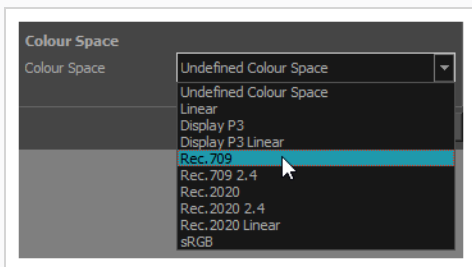 Colour Space
Colour Space Undefined Colour Space
Undefined Colour Space
Linear
Display P3
Display P3 Linear
Rec.709
Rec.709 2.4
Rec.2020
Rec.2020 2.4
Rec.2020 Linear
sRGB